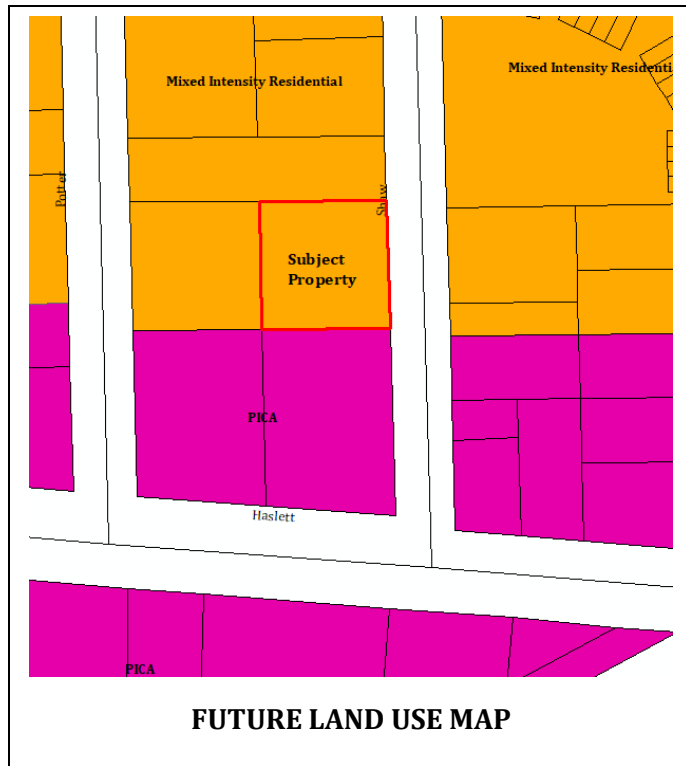 Mixed Intensity Residential
Mixed Intensity Residenti
Potter
Shaw
Subject
Property
PICA
Haslett
PICA
FUTURE LAND USE MAP